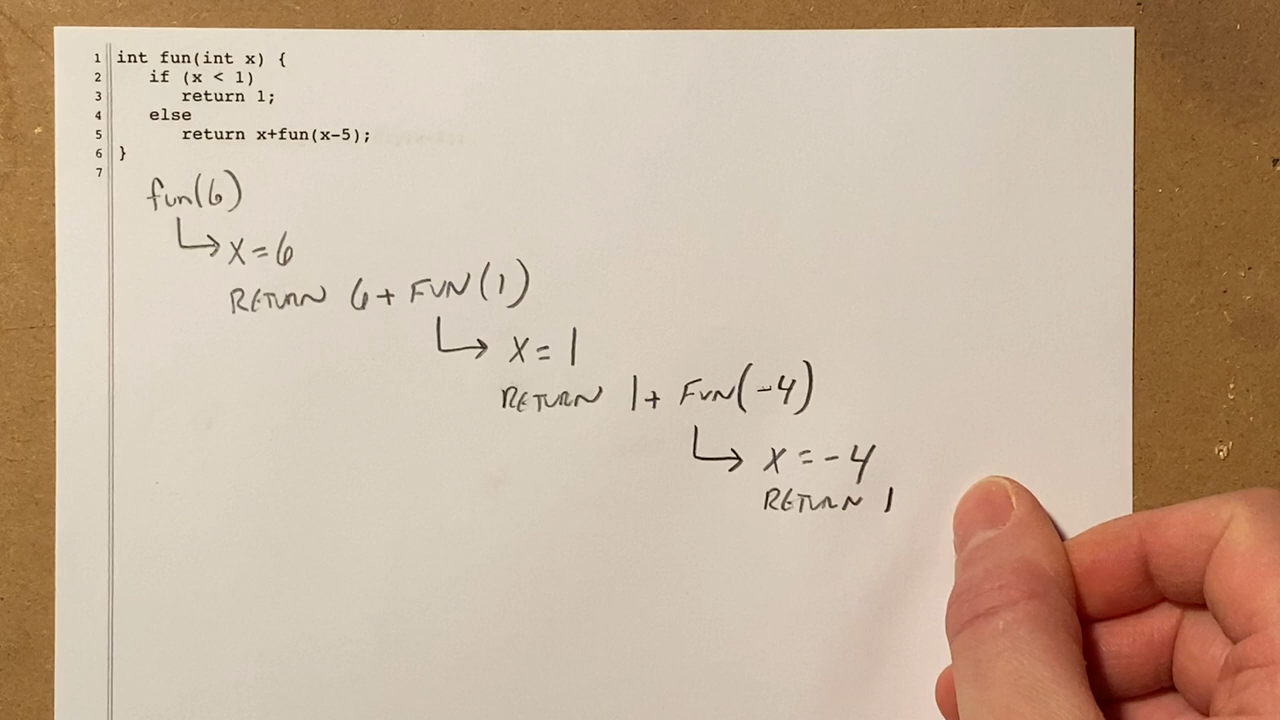 1 int fun(int x) {
2 if (x < 1)
3 return 1;
4 else
5 return x+fun(x-5);
6 }
7
fun(6)
x=6
RETURN 6+ FUN(1)
x=1
RETURN 1+ FUN(-4)
x=-4
RETURN 1